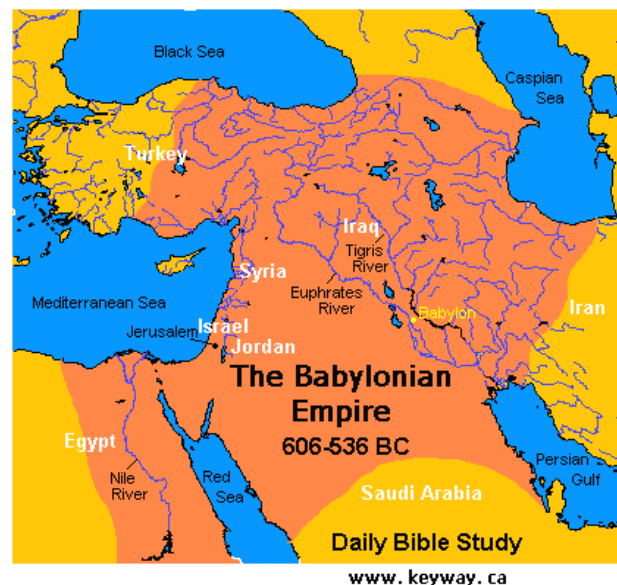 Black Sea
Caspian
Sea
Turkey
Iraq
Tigris
River
Syria
Euphrates
River
Mediterranean Sea
Babylon
Iran
Jerusalem
Israel
Jordan
The Babylonian
Empire
606-536 BC
Egypt
Nile
River
Red
Sea
Persian
Gulf
Saudi Arabia
Daily Bible Study
www.keyway.ca